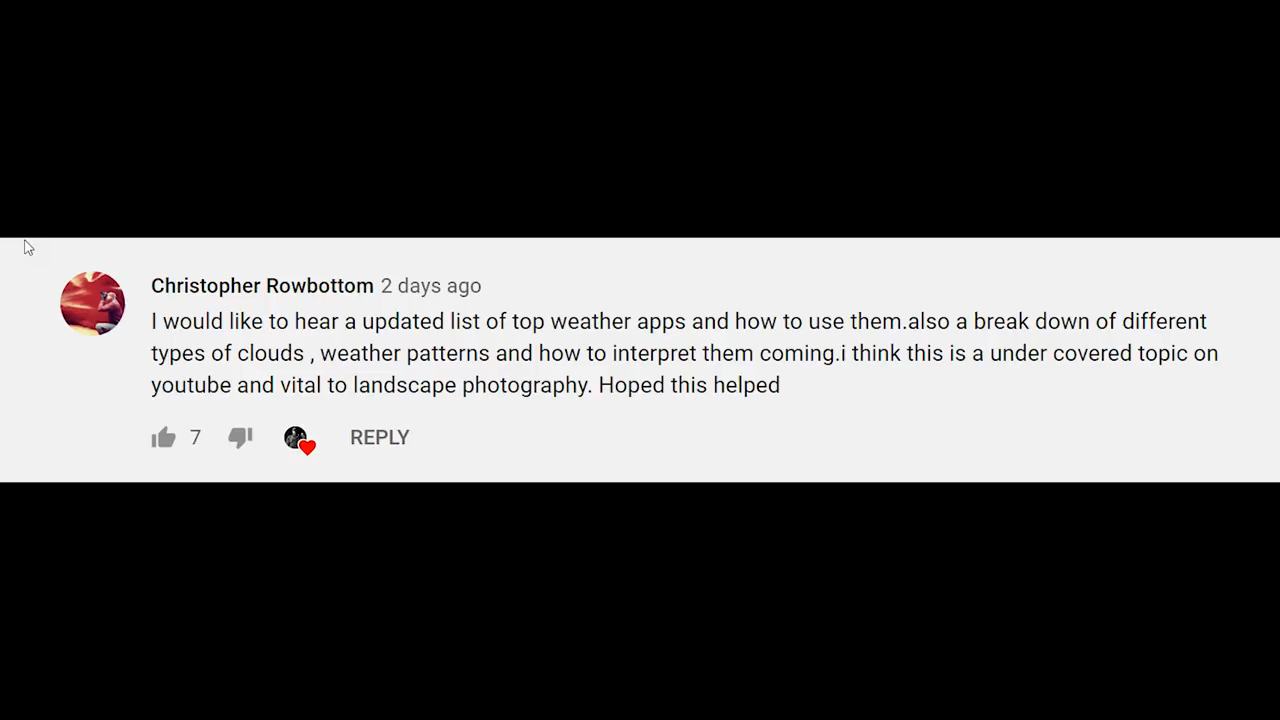 Christopher Rowbottom 2 days ago
I would like to hear a updated list of top weather apps and how to use them.also a break down of different
types of clouds , weather patterns and how to interpret them coming.i think this is a under covered topic on
youtube and vital to landscape photography. Hoped this helped
7 REPLY